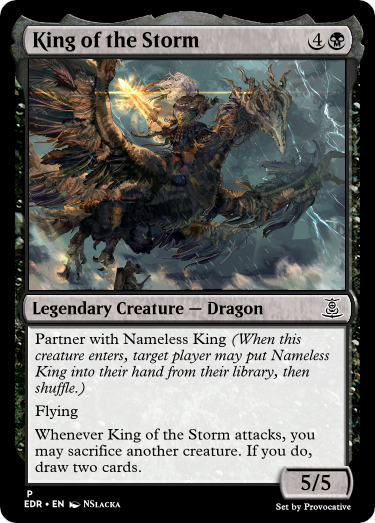 King of the Storm 4
Legendary Creature — Dragon
Partner with Nameless King (When this
creature enters, target player may put Nameless
King into their hand from their library, then
shuffle.)
Flying
Whenever King of the Storm attacks, you
may sacrifice another creature. If you do,
draw two cards.
5/5
P
EDR • EN NSlacka
Set by Provocative